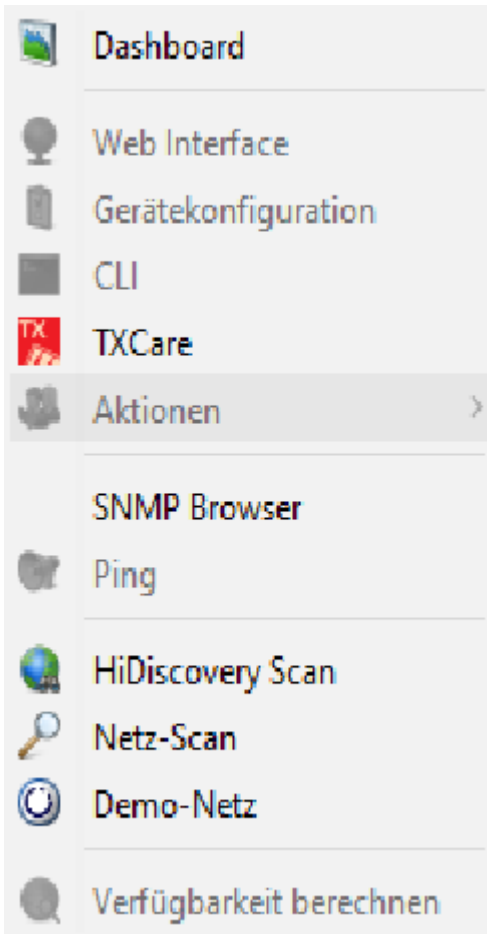 Dashboard
Web Interface
Gerätekonfiguration
CLI
TX
TXCare
Aktionen
SNMP Browser
Ping
HiDiscovery Scan
Netz-Scan
Demo-Netz
Verfügbarkeit berechnen